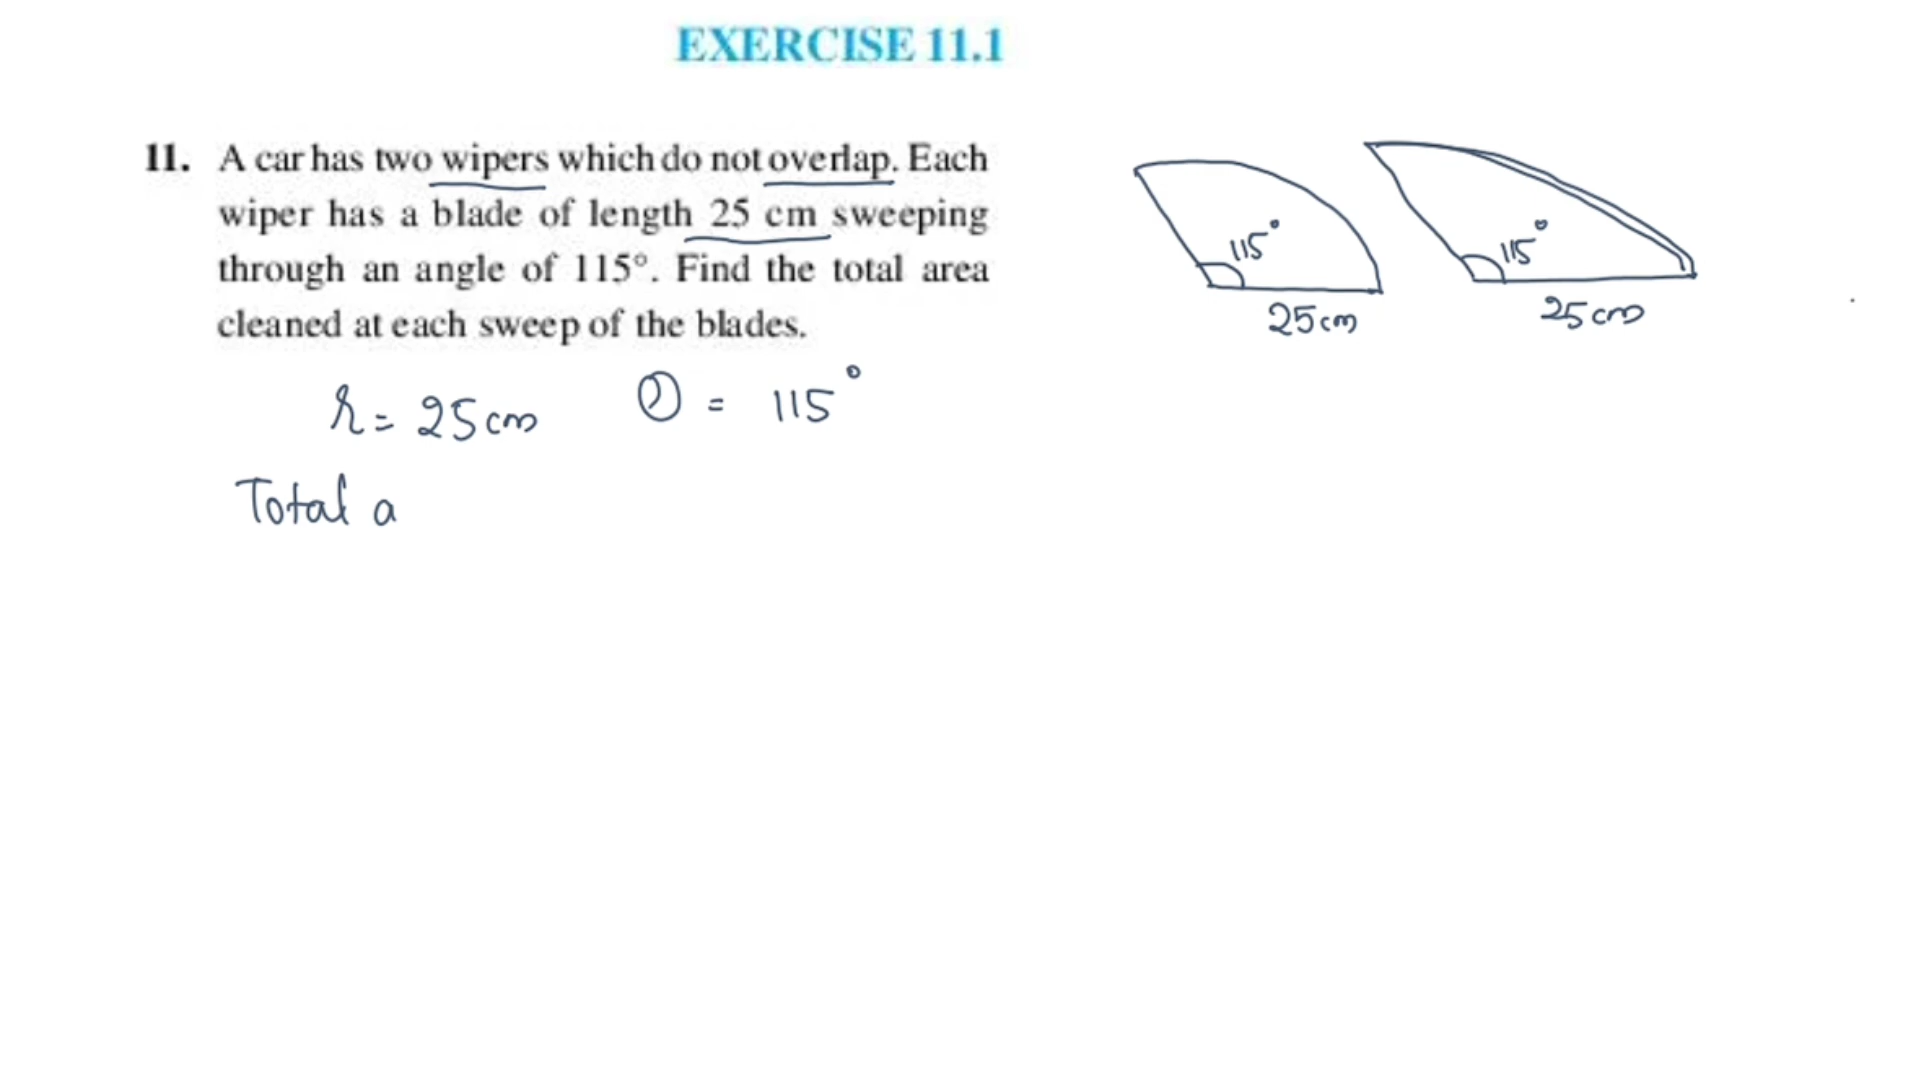 EXERCISE 11.1
11. A car has two wipers which do not overlap. Each
wiper has a blade of length 25 cm sweeping
through an angle of 115°. Find the total area
cleaned at each sweep of the blades.
115°
25cm
115°
25cm
r = 25cm θ = 115°
Total a